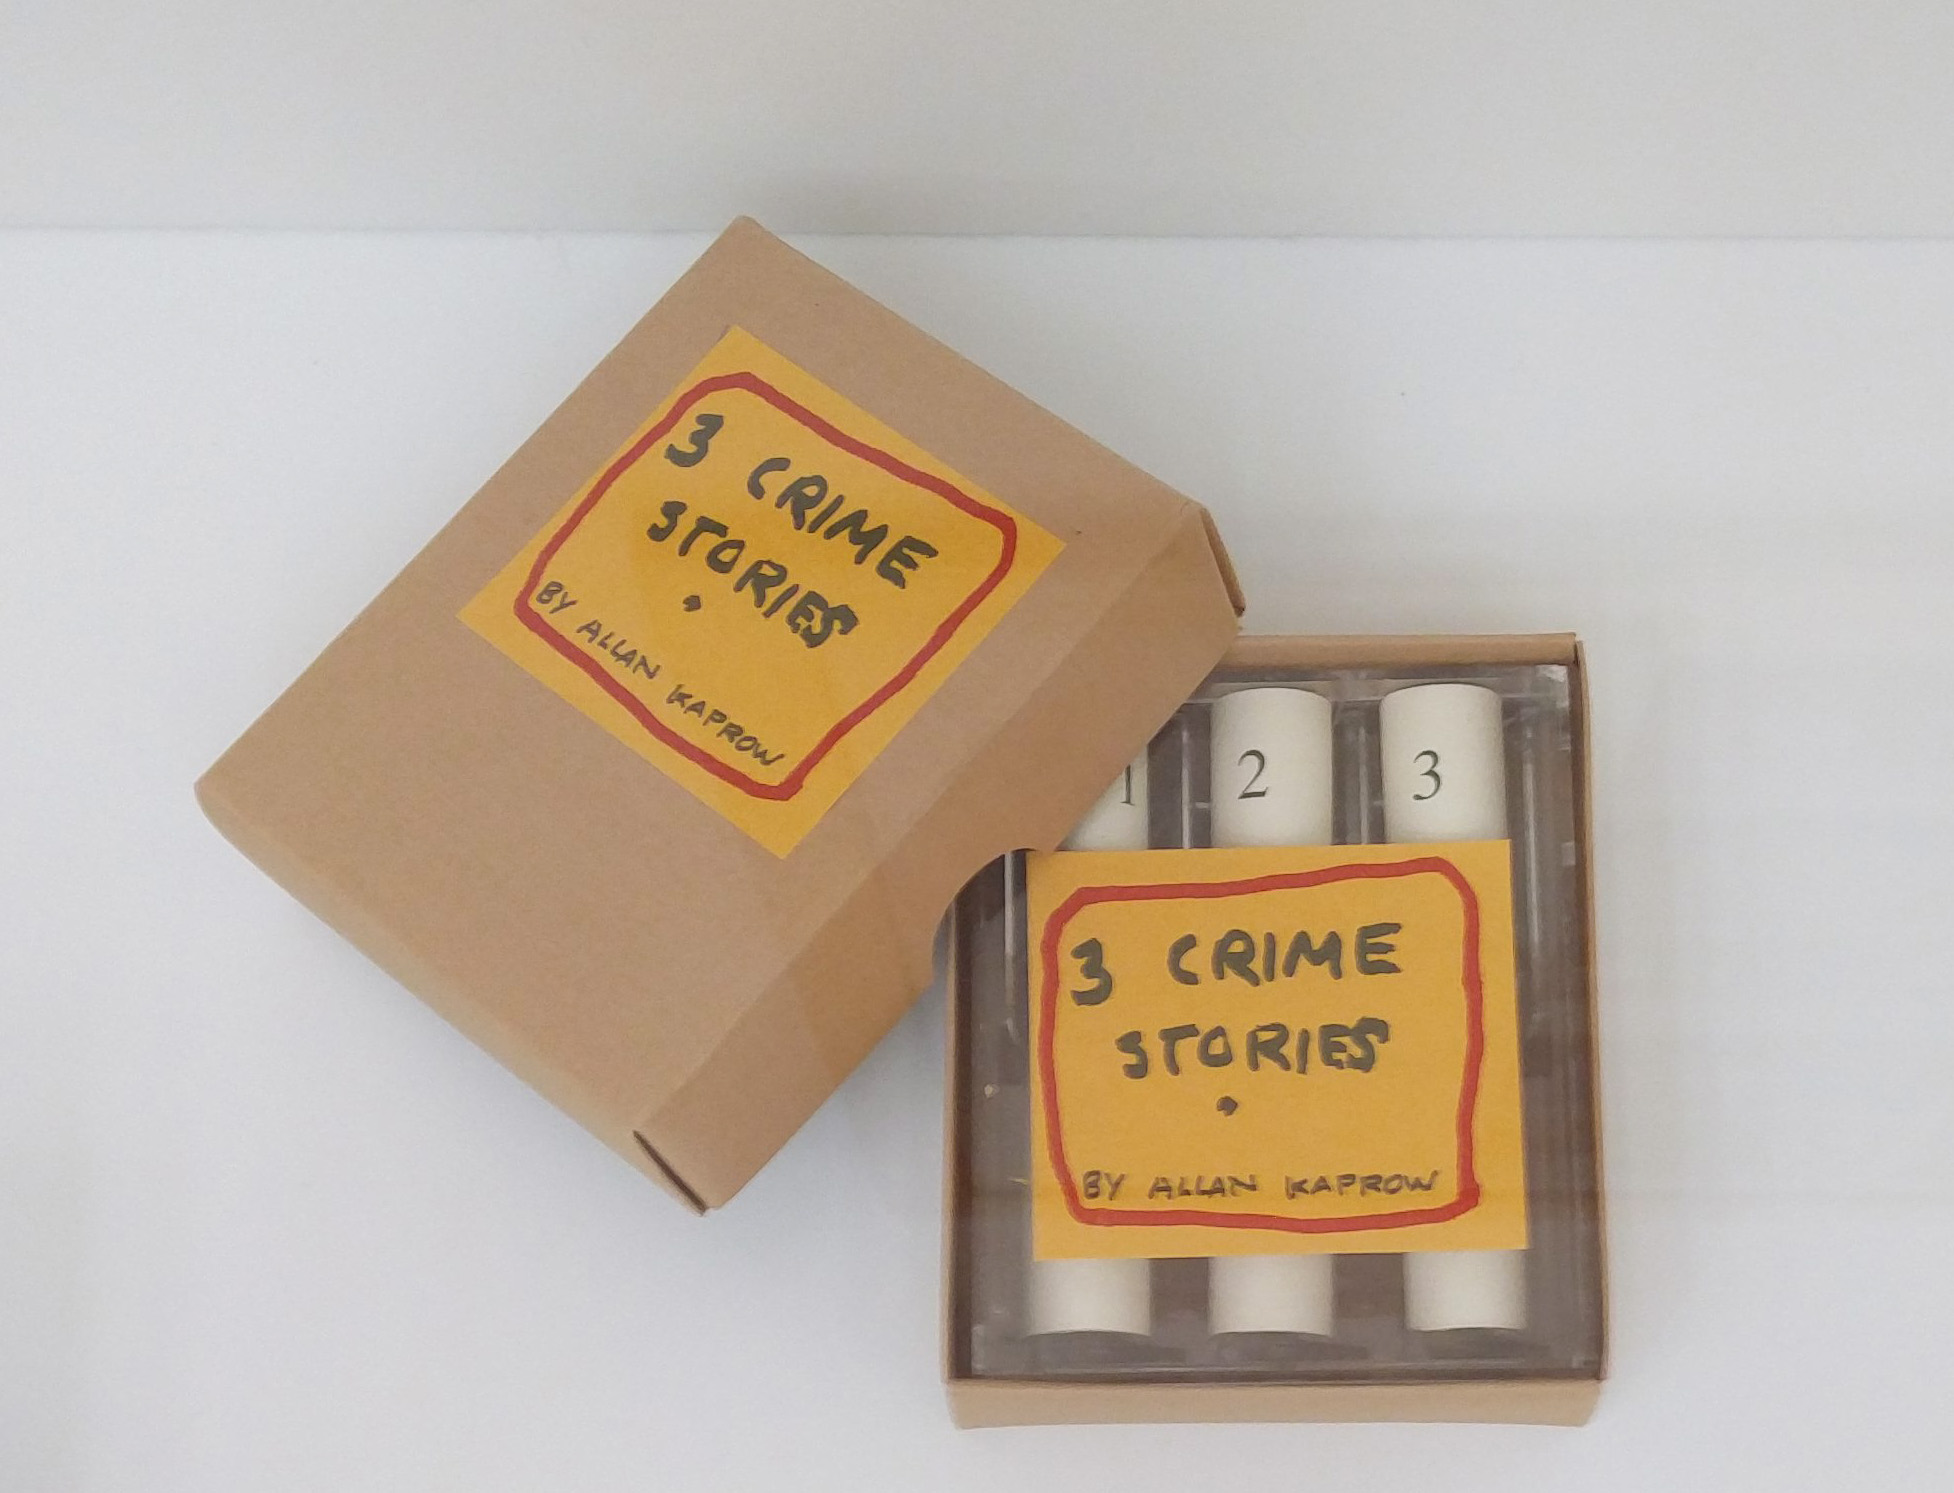 3 CRIME
STORIES
BY ALLAN KAPROW
1 2 3
3 CRIME
STORIES
BY ALLAN KAPROW